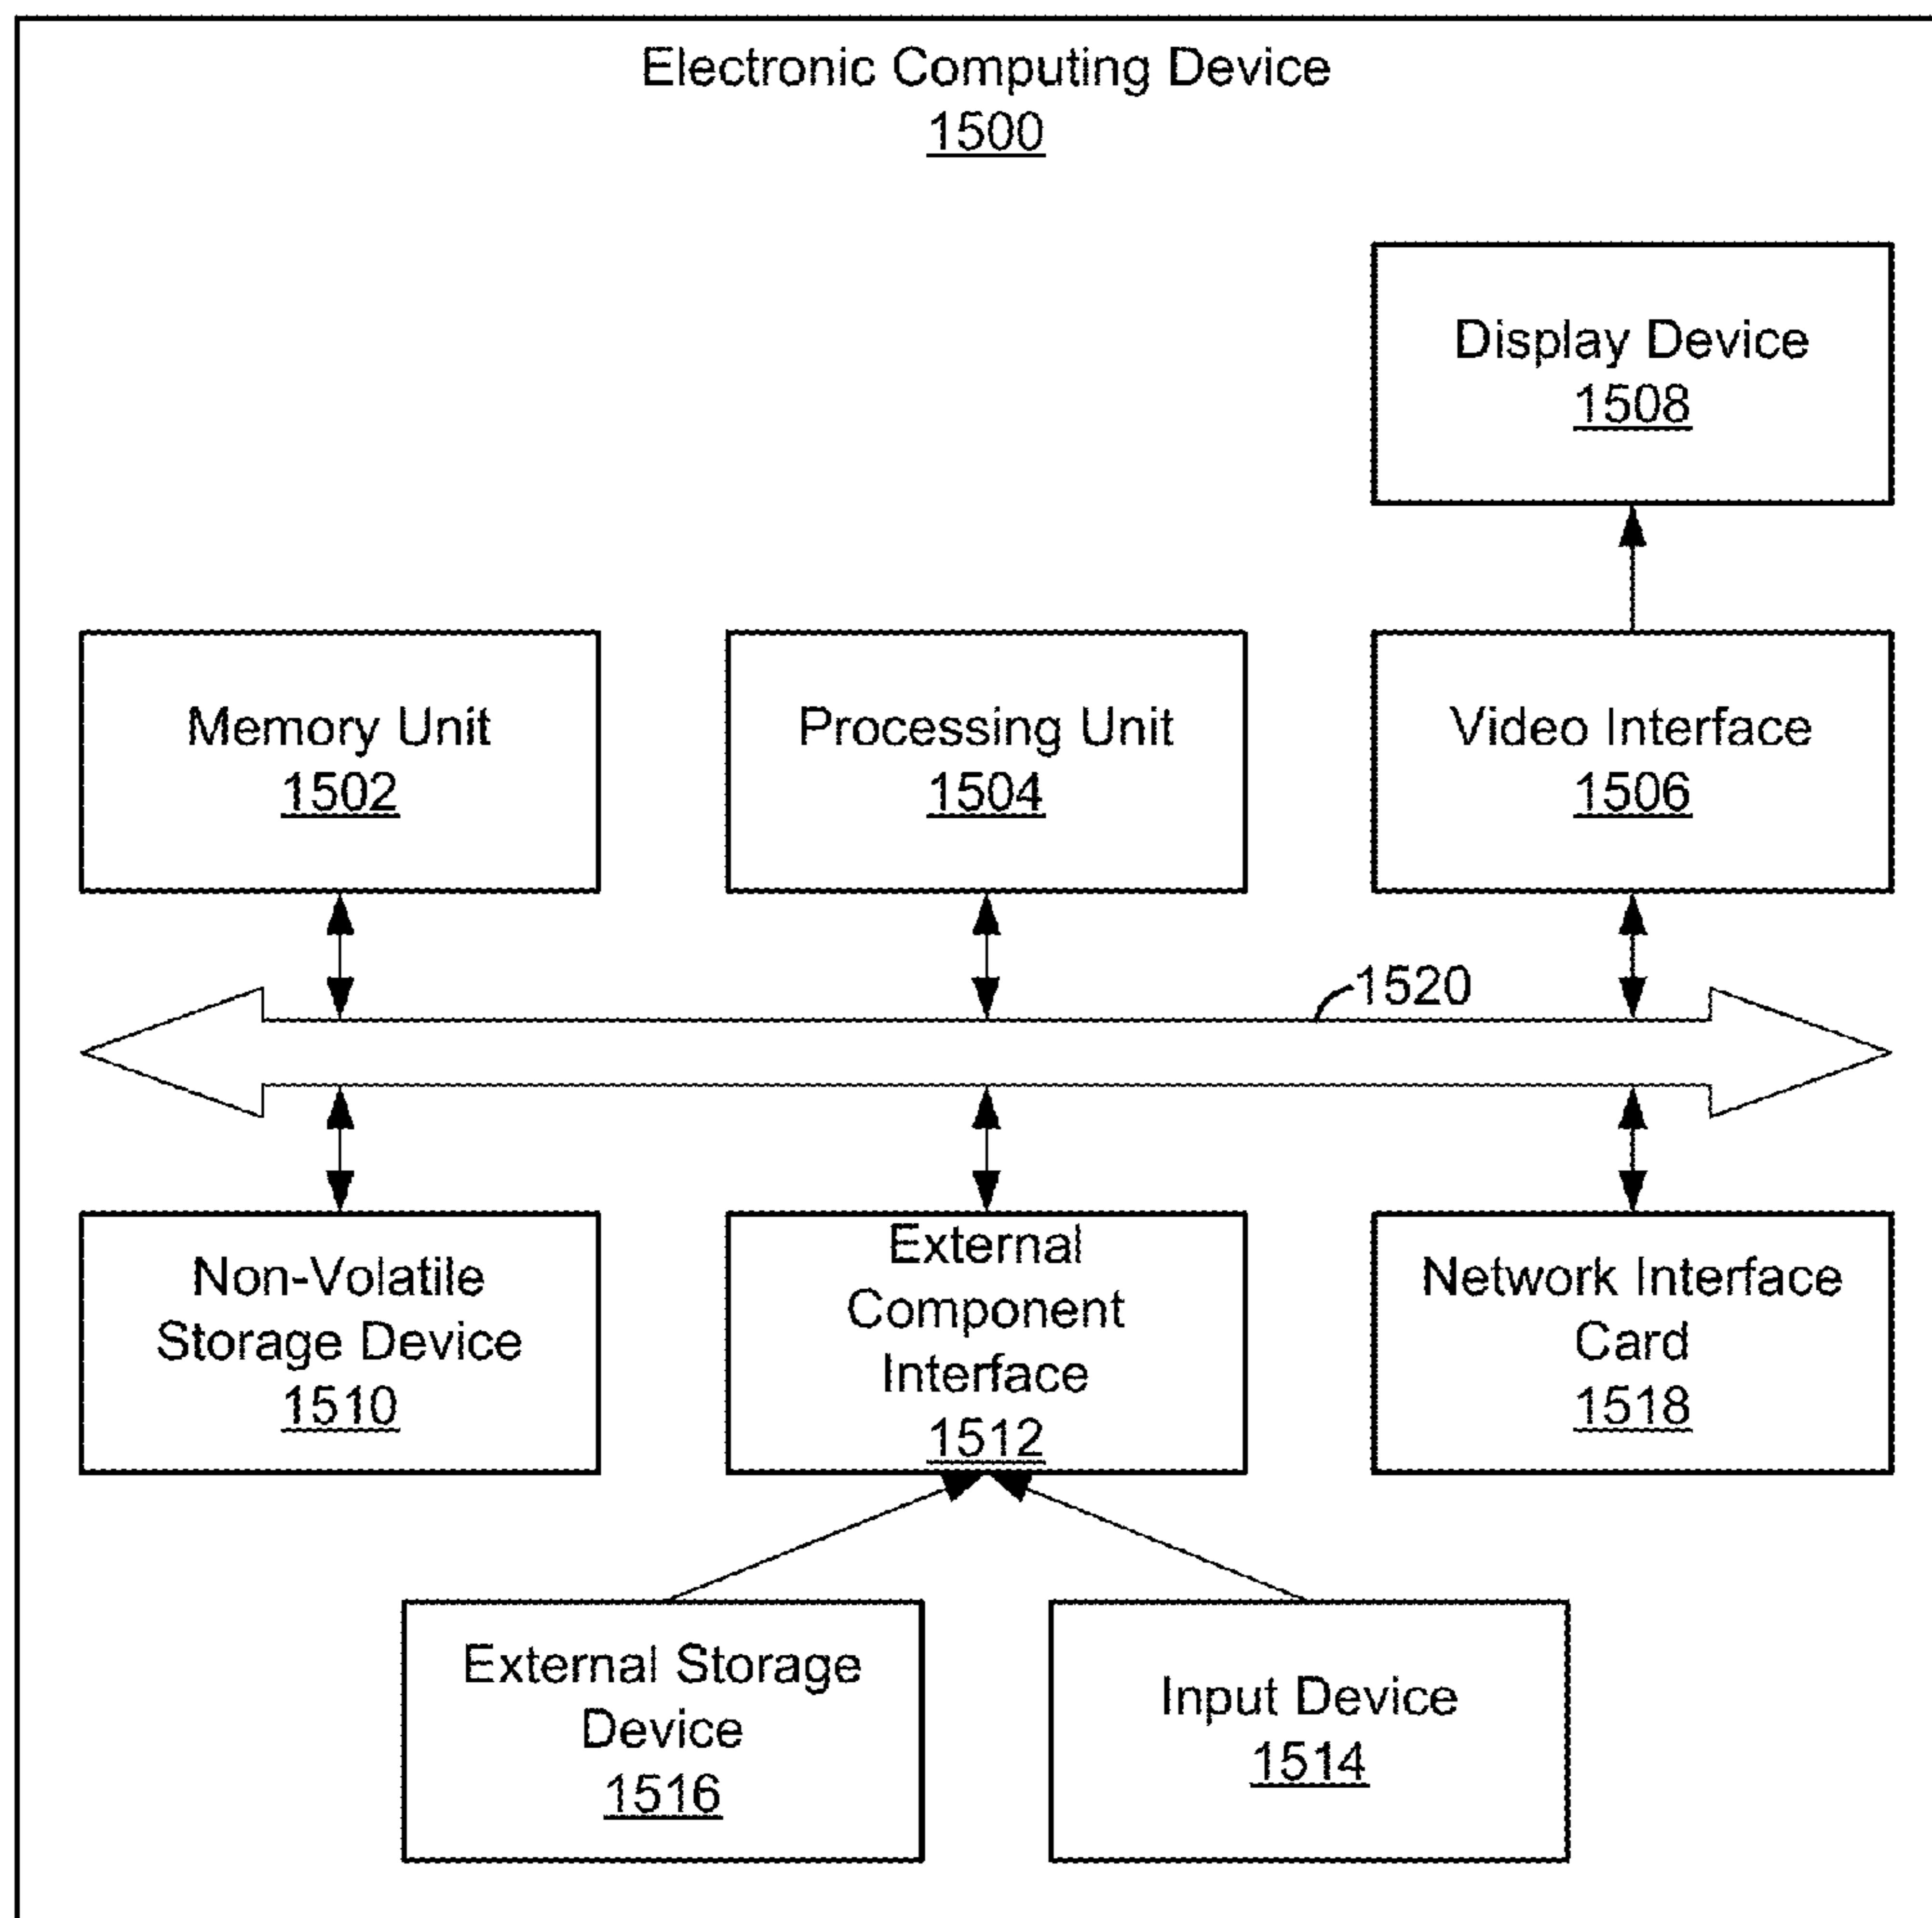 Electronic Computing Device
1500
Display Device
1508
Memory Unit
1502
Processing Unit
1504
Video Interface
1506
1520
Non-Volatile
Storage Device
1510
External
Component
Interface
1512
Network Interface
Card
1518
External Storage
Device
1516
Input Device
1514